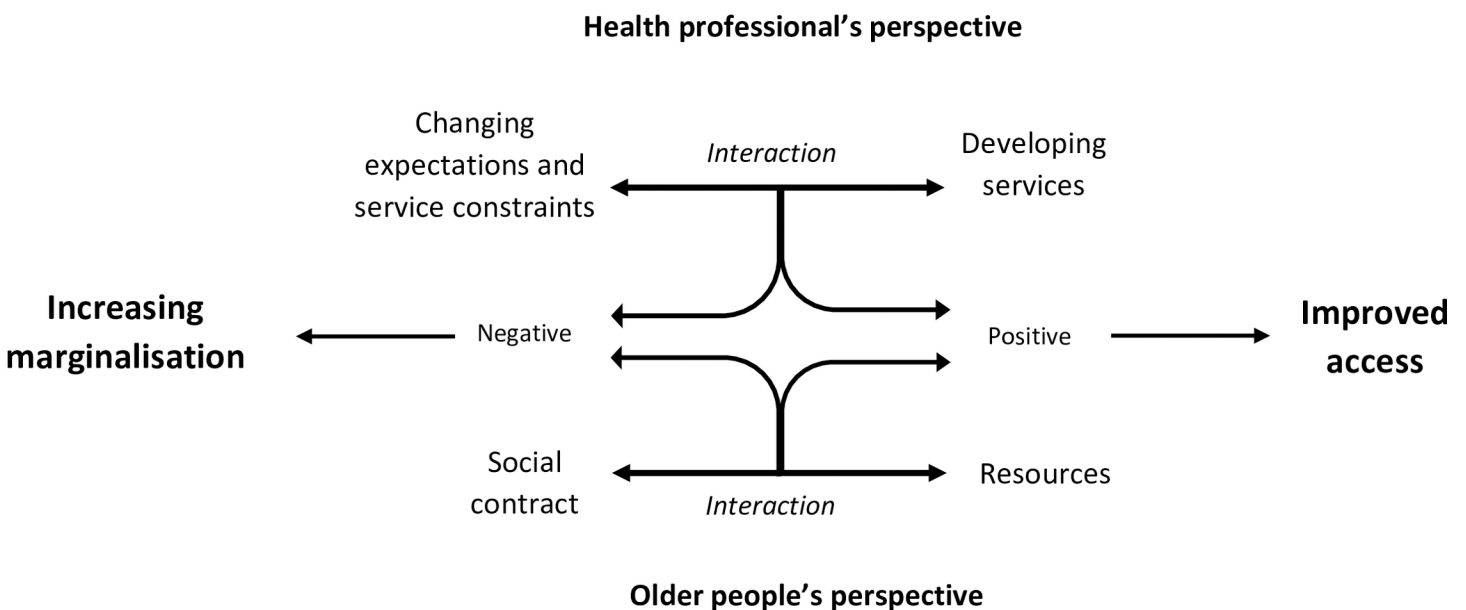 Health professional’s perspective
Changing
expectations and
service constraints
Interaction
Developing
services
Increasing
marginalisation
Negative
Positive
Improved
access
Social
contract
Interaction
Resources
Older people’s perspective